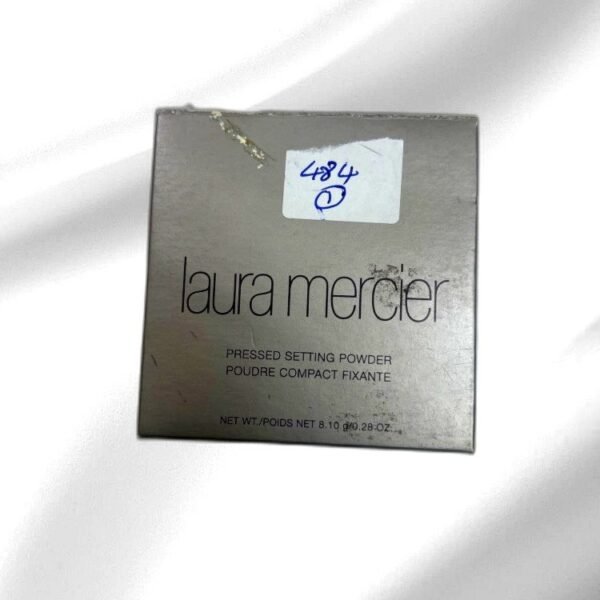 484
1
laura mercier
PRESSED SETTING POWDER
POUDRE COMPACT FIXANTE
NET WT./POIDS NET 8.10 g/0.28 OZ.